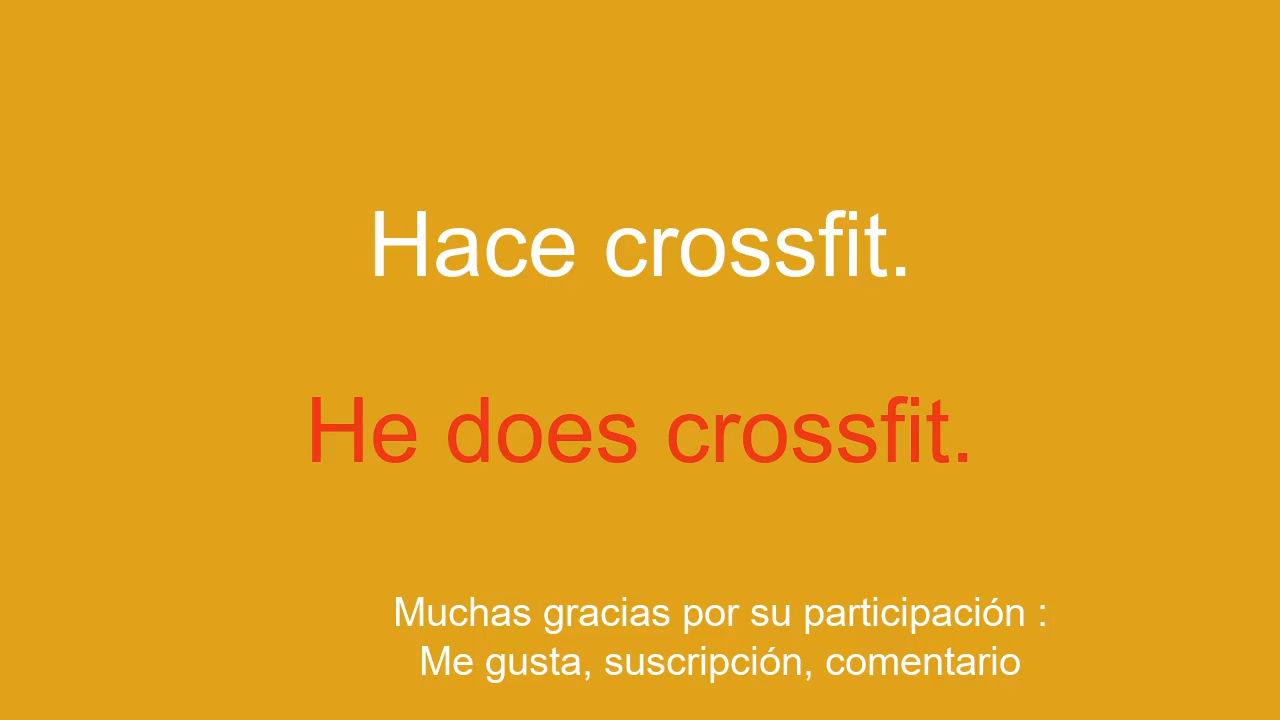 Hace crossfit.
He does crossfit.
Muchas gracias por su participación :
Me gusta, suscripción, comentario